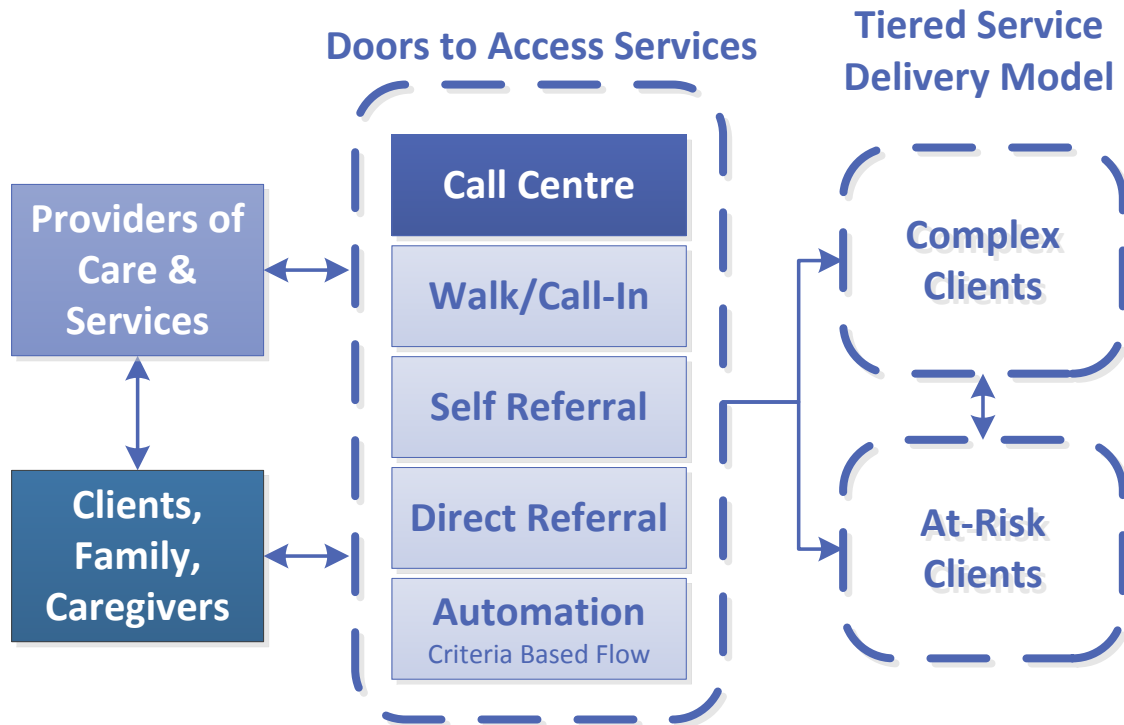 Doors to Access Services
Tiered Service
Delivery Model
Providers of
Care &
Services
Clients,
Family,
Caregivers
Call Centre
Walk/Call-In
Self Referral
Direct Referral
Automation
Criteria Based Flow
Complex
Clients
At-Risk
Clients